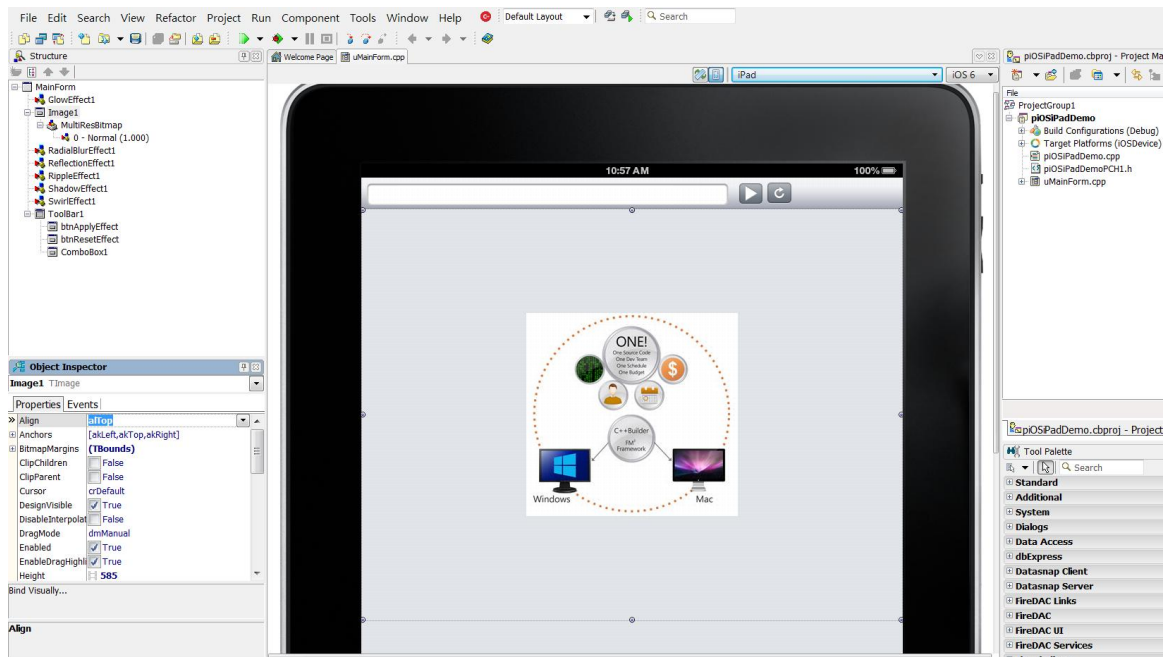 File Edit Search View Refactor Project Run Component Tools Window Help Default Layout Search
Structure
Welcome Page uMainForm.cpp
piOSiPadDemo.cbproj - Project Ma
iPad iOS 6
MainForm
GlowEffect1
Image1
MultiResBitmap
0 - Normal (1.000)
RadialBlurEffect1
ReflectionEffect1
RippleEffect1
ShadowEffect1
SwirlEffect1
ToolBar1
btnApplyEffect
btnResetEffect
ComboBox1
Object Inspector
Image1 TImage
Properties Events
Align alTop
Anchors [akLeft,akTop,akRight]
BitmapMargins (TBounds)
ClipChildren False
ClipParent False
Cursor crDefault
DesignVisible True
DisableInterpolat False
DragMode dmManual
Enabled True
EnableDragHighli True
Height 585
Bind Visually...
Align
10:57 AM 100%
ONE!
One Source Code
One Dev Team
One Schedule
One Budget
$
C++Builder
FM²
Framework
Windows Mac
File
ProjectGroup1
piOSiPadDemo
Build Configurations (Debug)
Target Platforms (iOSDevice)
piOSiPadDemo.cpp
piOSiPadDemoPCH1.h
uMainForm.cpp
piOSiPadDemo.cbproj - Project
Tool Palette
Search
Standard
Additional
System
Dialogs
Data Access
dbExpress
Datasnap Client
Datasnap Server
FireDAC Links
FireDAC
FireDAC UI
FireDAC Services